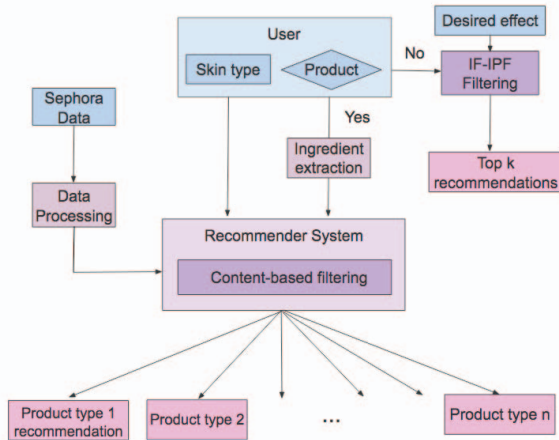 Desired effect
User
No
IF-IPF
Filtering
Skin type
Product
Sephora
Data
Yes
Ingredient
extraction
Top k
recommendations
Data
Processing
Recommender System
Content-based filtering
Product type 1
recommendation
Product type 2
...
Product type n